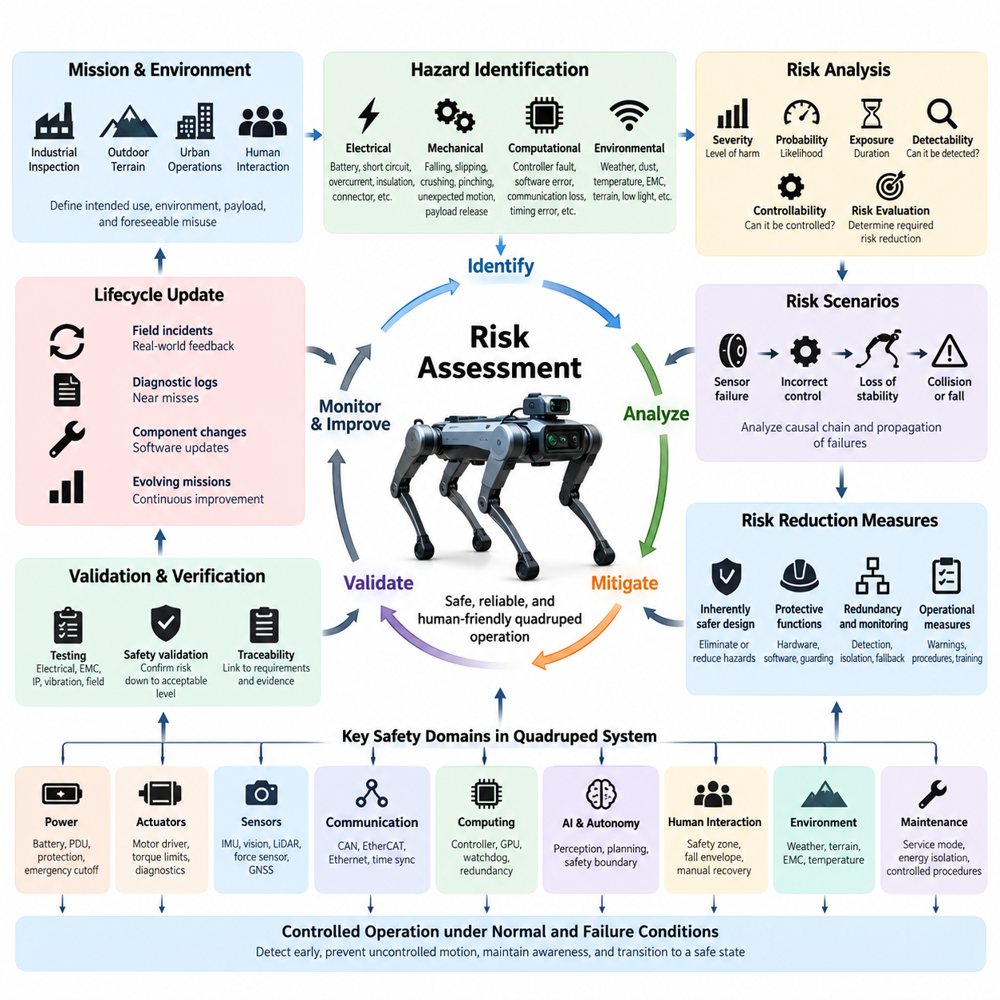 Mission & Environment
Industrial
Inspection
Outdoor
Terrain
Urban
Operations
Human
Interaction
Define intended use, environment, payload,
and foreseeable misuse
Hazard Identification
Electrical
Battery, short circuit,
overcurrent, insulation,
connector, etc.
Mechanical
Falling, slipping,
crushing, pinching,
unexpected motion,
payload release
Computational
Controller fault,
software error,
communication loss,
timing error, etc.
Environmental
Weather, dust,
temperature, EMC,
terrain, low light, etc.
Risk Analysis
Severity
Level of harm
Probability
Likelihood
Exposure
Duration
Detectability
Can it be detected?
Controllability
Can it be controlled?
Risk Evaluation
Determine required
risk reduction
Lifecycle Update
Field incidents
Real-world feedback
Diagnostic logs
Near misses
Component changes
Software updates
Evolving missions
Continuous improvement
Identify
Risk
Assessment
Monitor
& Improve
Analyze
Validate
Mitigate
Safe, reliable, and
human-friendly quadruped
operation
Risk Scenarios
Sensor
failure
Incorrect
control
Loss of
stability
Collision
or fall
Analyze causal chain and propagation
of failures
Risk Reduction Measures
Inherently
safer design
Eliminate or
reduce hazards
Protective
functions
Hardware,
software, guarding
Redundancy
and monitoring
Detection,
isolation, fallback
Operational
measures
Warnings,
procedures, training
Validation & Verification
Testing
Electrical, EMC,
IP, vibration, field
Safety validation
Confirm risk
down to acceptable
level
Traceability
Link to requirements
and evidence
Key Safety Domains in Quadruped System
Power
Battery, PDU,
protection,
emergency cutoff
Actuators
Motor driver,
torque limits,
diagnostics
Sensors
IMU, vision, LiDAR,
force sensor,
GNSS
Communication
CAN, EtherCAT,
Ethernet, time sync
Computing
Controller, GPU,
watchdog,
redundancy
AI & Autonomy
Perception, planning,
safety boundary
Human Interaction
Safety zone,
fall envelope,
manual recovery
Environment
Weather, terrain,
EMC, temperature
Maintenance
Service mode,
energy isolation,
controlled procedures
Controlled Operation under Normal and Failure Conditions
Detect early, prevent uncontrolled motion, maintain awareness, and transition to a safe state